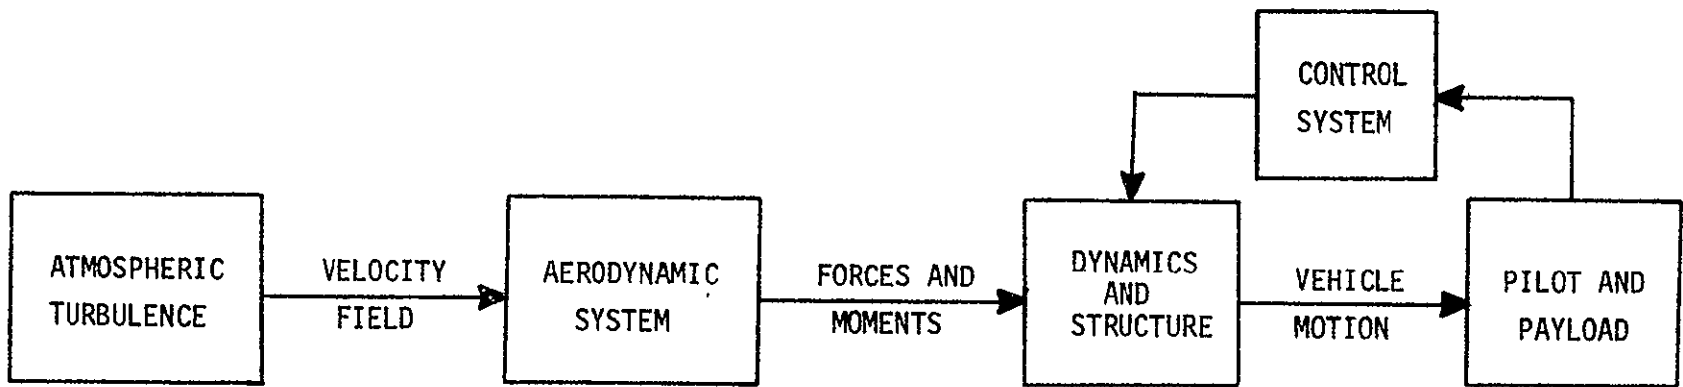 CONTROL
SYSTEM
ATMOSPHERIC
TURBULENCE
VELOCITY
FIELD
AERODYNAMIC
SYSTEM
FORCES AND
MOMENTS
DYNAMICS
AND
STRUCTURE
VEHICLE
MOTION
PILOT AND
PAYLOAD